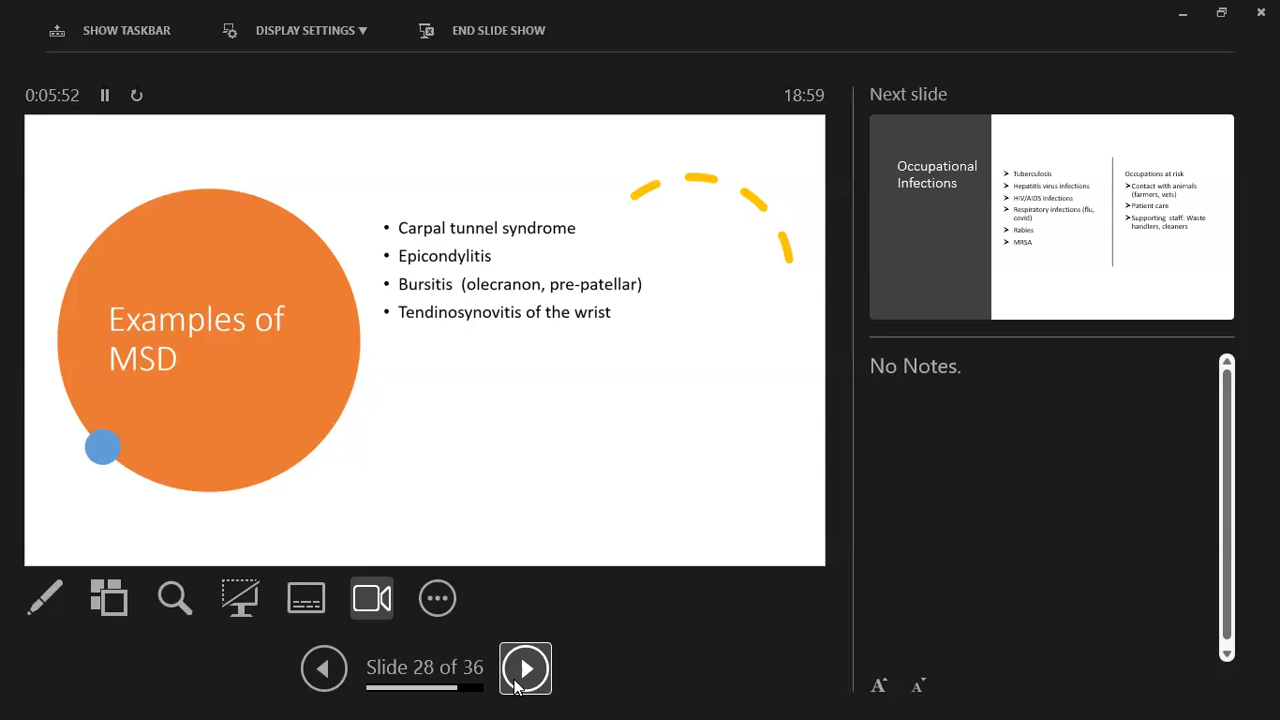 SHOW TASKBAR
DISPLAY SETTINGS ▼
END SLIDE SHOW
0:05:52
18:59
Examples of
MSD
• Carpal tunnel syndrome
• Epicondylitis
• Bursitis (olecranon, pre-patellar)
• Tendinosynovitis of the wrist
Slide 28 of 36
Next slide
Occupational
Infections
➢ Tuberculosis
➢ Hepatitis virus infections
➢ HIV/AIDS infections
➢ Respiratory infections (flu,
covid)
➢ Rabies
➢ MRSA
Occupations at risk
➢Contact with animals
(farmers, vets)
➢Patient care
➢Supporting staff: Waste
handlers, cleaners
No Notes.
A A